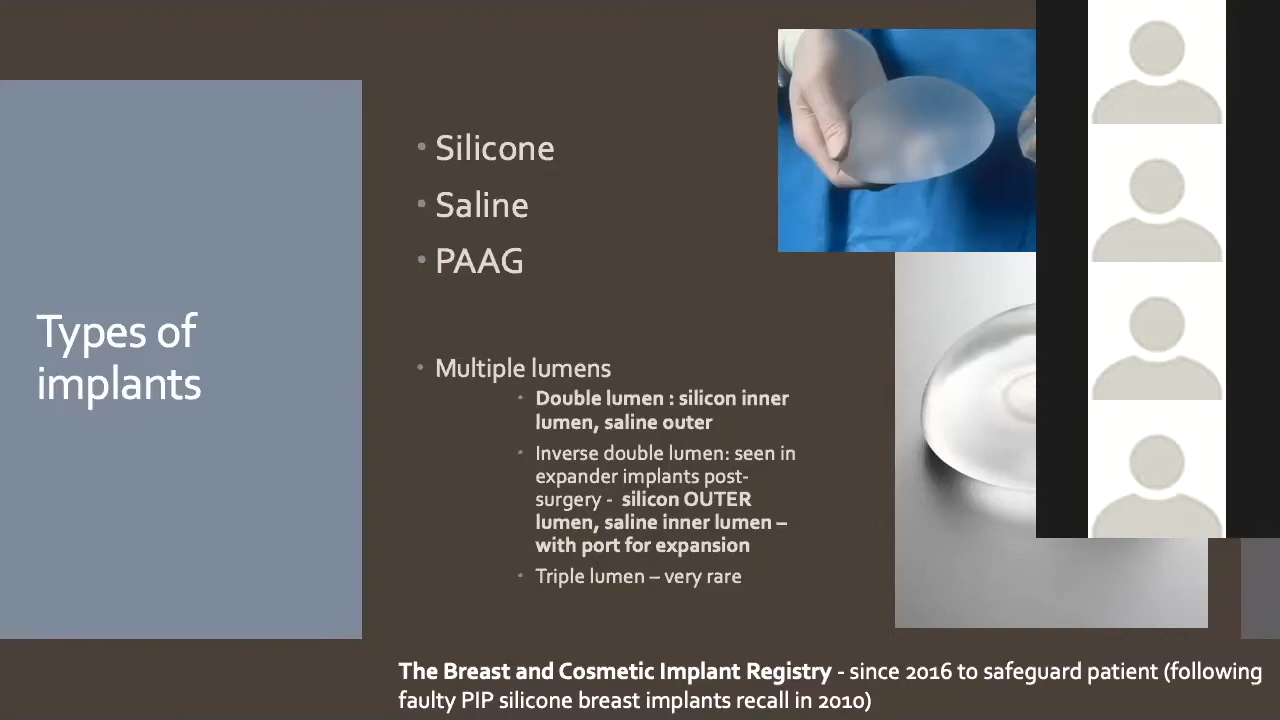 Types of
implants
Silicone
Saline
PAAG
Multiple lumens
Double lumen : silicon inner
lumen, saline outer
Inverse double lumen: seen in
expander implants post-
surgery - silicon OUTER
lumen, saline inner lumen –
with port for expansion
Triple lumen – very rare
The Breast and Cosmetic Implant Registry - since 2016 to safeguard patient (following
faulty PIP silicone breast implants recall in 2010)